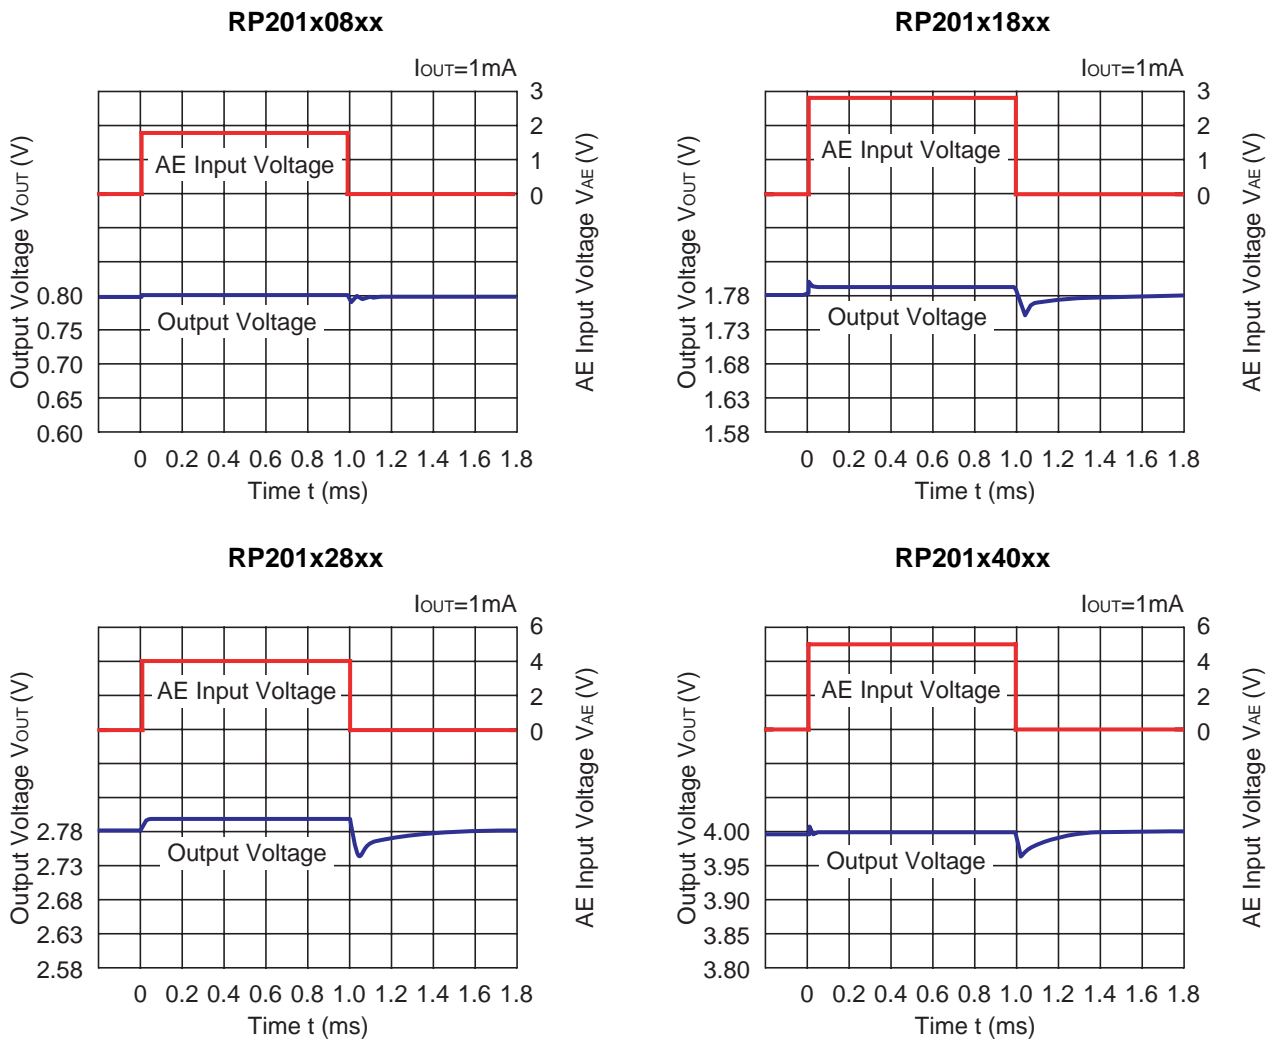 RP201x08xx
IOUT=1mA
Output Voltage VOUT (V)
0.80
0.75
0.70
0.65
0.60
AE Input Voltage
Output Voltage
3
2
1
0
AE Input Voltage VAE (V)
0 0.2 0.4 0.6 0.8 1.0 1.2 1.4 1.6 1.8
Time t (ms)
RP201x18xx
IOUT=1mA
Output Voltage VOUT (V)
1.78
1.73
1.68
1.63
1.58
AE Input Voltage
Output Voltage
3
2
1
0
AE Input Voltage VAE (V)
0 0.2 0.4 0.6 0.8 1.0 1.2 1.4 1.6 1.8
Time t (ms)
RP201x28xx
IOUT=1mA
Output Voltage VOUT (V)
2.78
2.73
2.68
2.63
2.58
AE Input Voltage
Output Voltage
6
4
2
0
AE Input Voltage VAE (V)
0 0.2 0.4 0.6 0.8 1.0 1.2 1.4 1.6 1.8
Time t (ms)
RP201x40xx
IOUT=1mA
Output Voltage VOUT (V)
4.00
3.95
3.90
3.85
3.80
AE Input Voltage
Output Voltage
6
4
2
0
AE Input Voltage VAE (V)
0 0.2 0.4 0.6 0.8 1.0 1.2 1.4 1.6 1.8
Time t (ms)